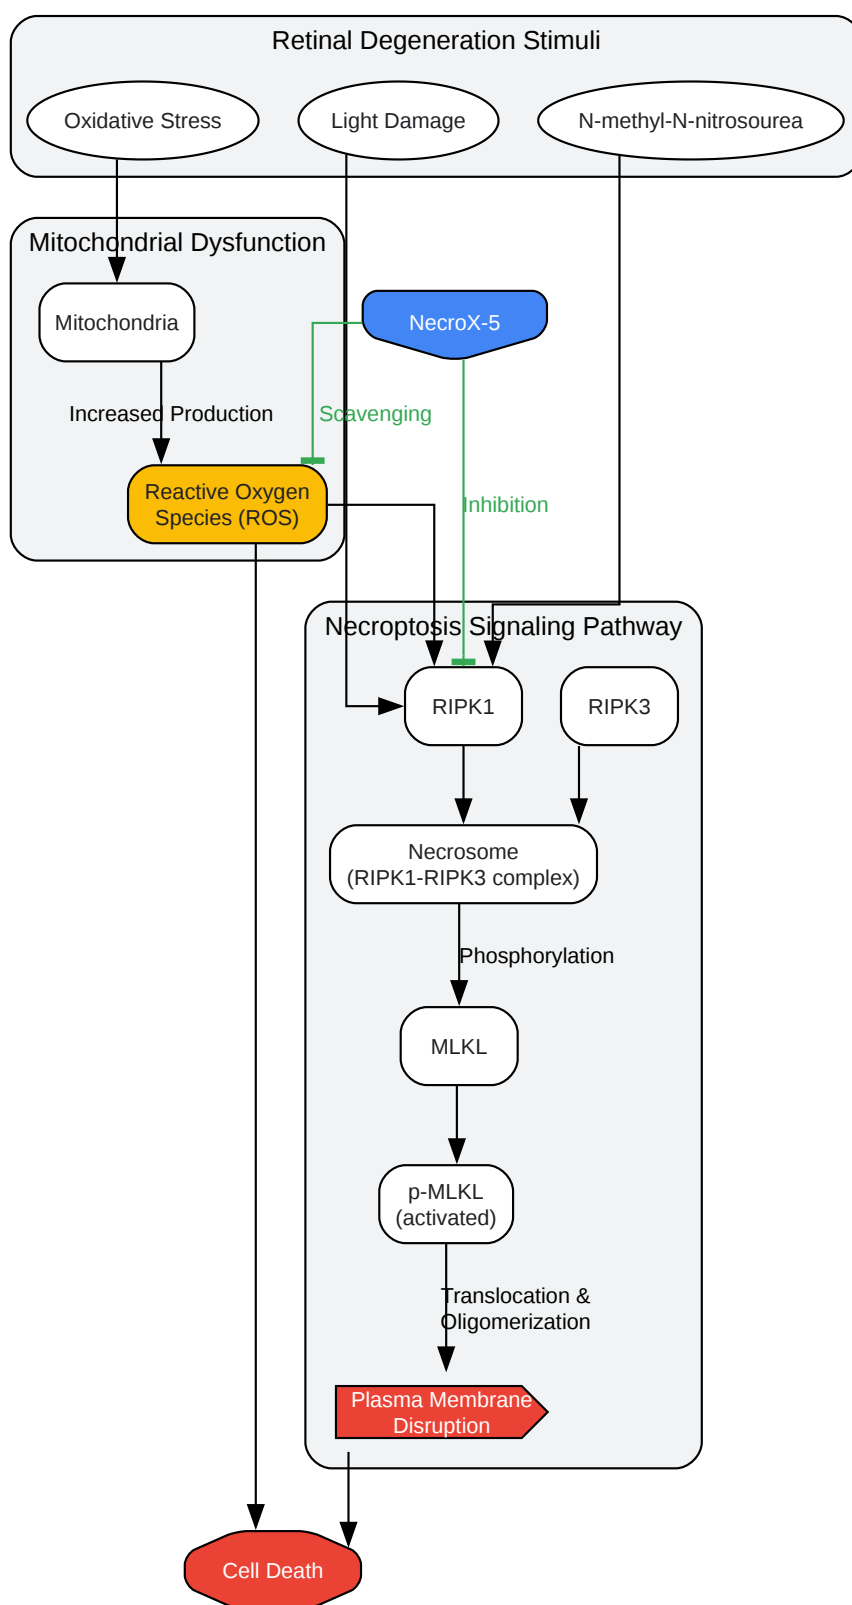 Retinal Degeneration Stimuli
Oxidative Stress
Light Damage
N-methyl-N-nitrosourea
Mitochondrial Dysfunction
Mitochondria
NecroX-5
Increased Production
Scavenging
Reactive Oxygen
Species (ROS)
Inhibition
Necroptosis Signaling Pathway
RIPK1
RIPK3
Necrosome
(RIPK1-RIPK3 complex)
Phosphorylation
MLKL
p-MLKL
(activated)
Translocation &
Oligomerization
Plasma Membrane
Disruption
Cell Death